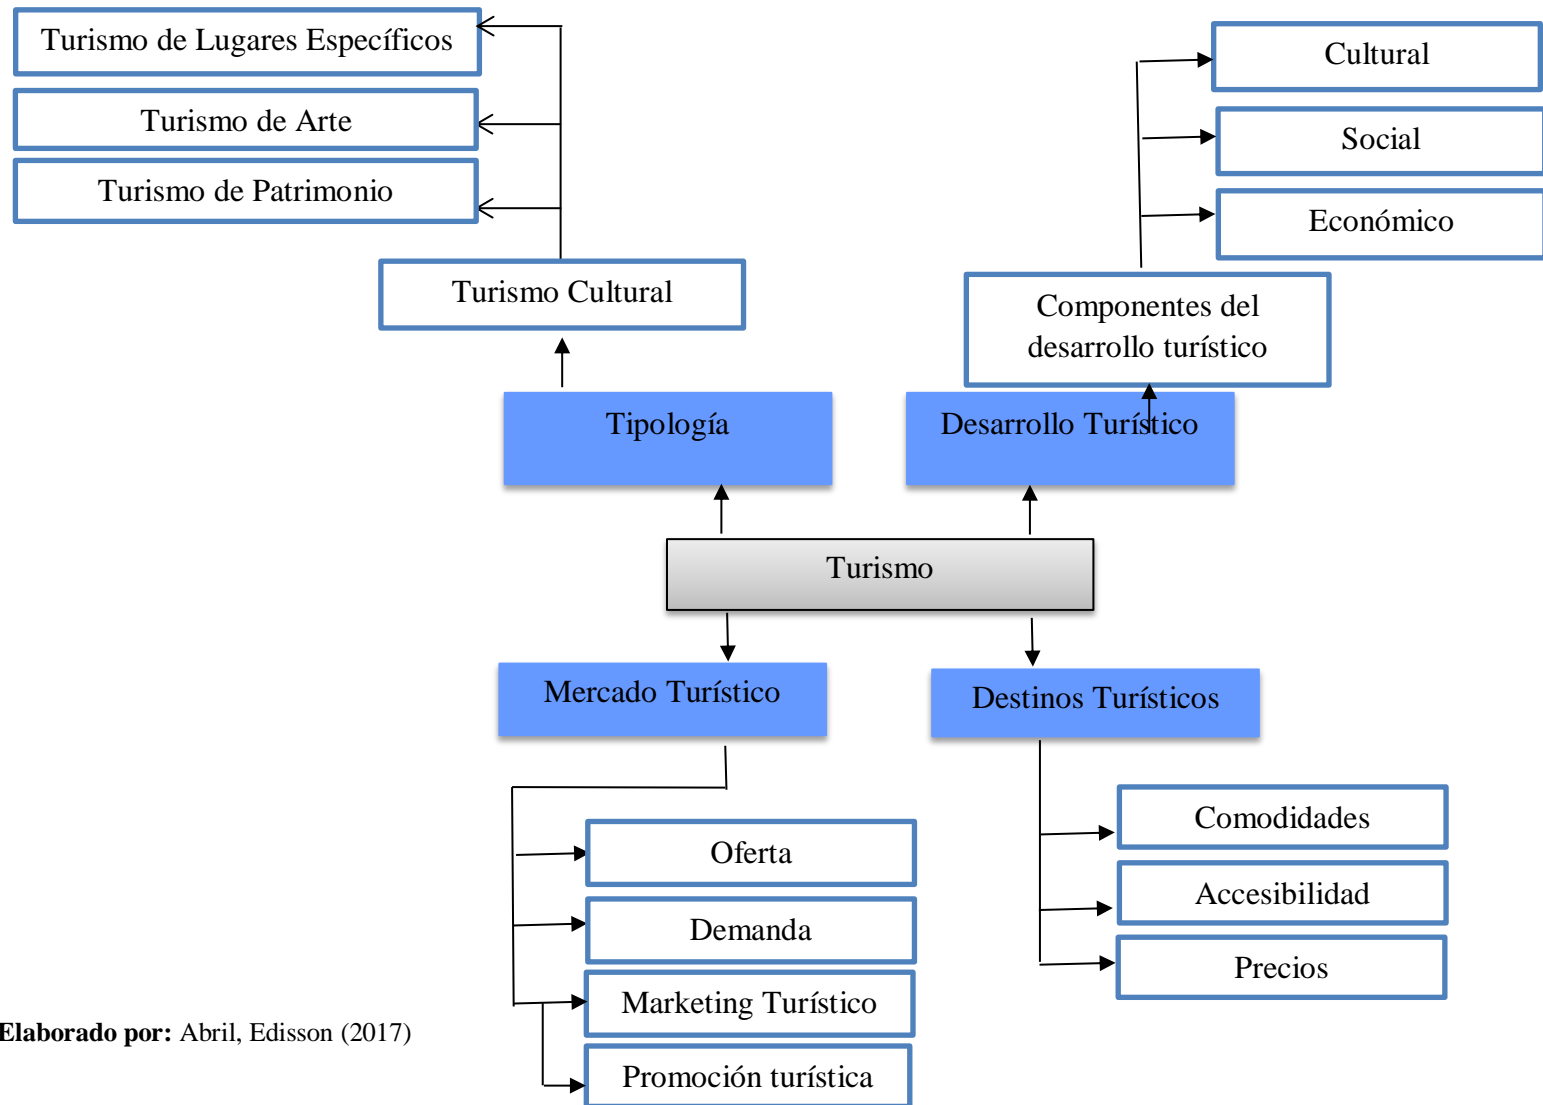 Turismo de Lugares Específicos
Turismo de Arte
Turismo de Patrimonio
Turismo Cultural
Cultural
Social
Económico
Componentes del
desarrollo turístico
Tipología
Desarrollo Turístico
Turismo
Mercado Turístico
Destinos Turísticos
Oferta
Demanda
Marketing Turístico
Promoción turística
Comodidades
Accesibilidad
Precios
Elaborado por: Abril, Edisson (2017)